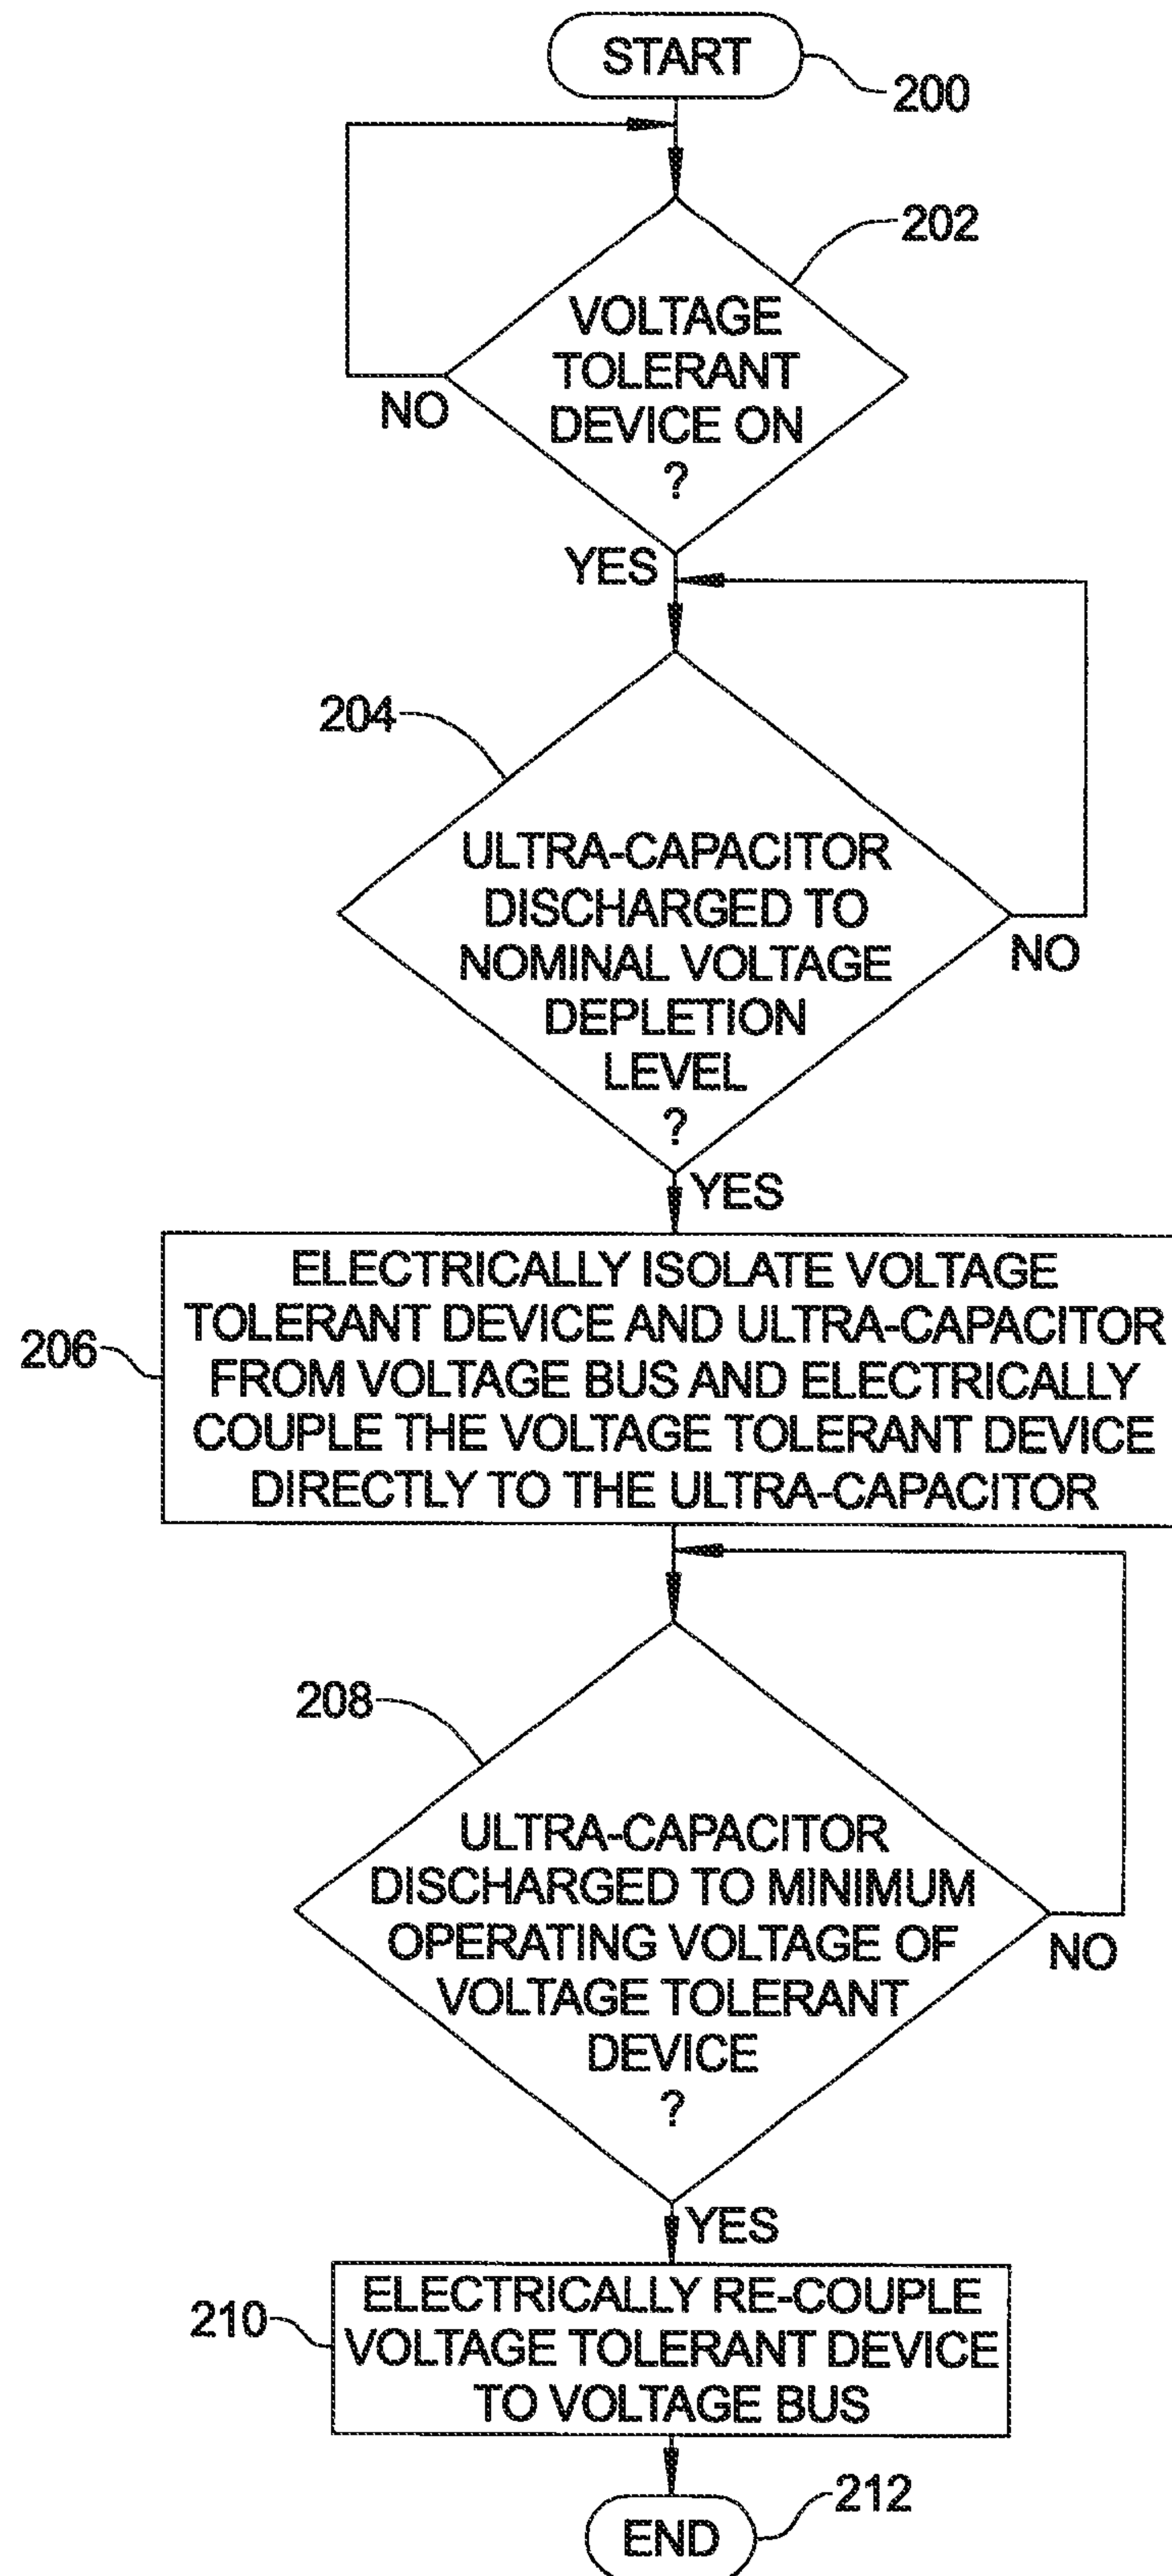 START
200
202
VOLTAGE
TOLERANT
DEVICE ON
?
NO
YES
204
ULTRA-CAPACITOR
DISCHARGED TO
NOMINAL VOLTAGE
DEPLETION
LEVEL
?
NO
YES
206
ELECTRICALLY ISOLATE VOLTAGE
TOLERANT DEVICE AND ULTRA-CAPACITOR
FROM VOLTAGE BUS AND ELECTRICALLY
COUPLE THE VOLTAGE TOLERANT DEVICE
DIRECTLY TO THE ULTRA-CAPACITOR
208
ULTRA-CAPACITOR
DISCHARGED TO MINIMUM
OPERATING VOLTAGE OF
VOLTAGE TOLERANT
DEVICE
?
NO
YES
210
ELECTRICALLY RE-COUPLE
VOLTAGE TOLERANT DEVICE
TO VOLTAGE BUS
212
END